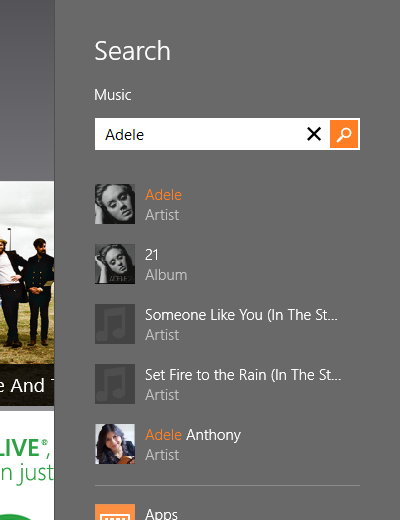 Search
Music
Adele
Adele
Artist
21
Album
Someone Like You (In The St...
Artist
Set Fire to the Rain (In The St...
Artist
Adele Anthony
Artist
Apps
e And
LIVE®,
n just